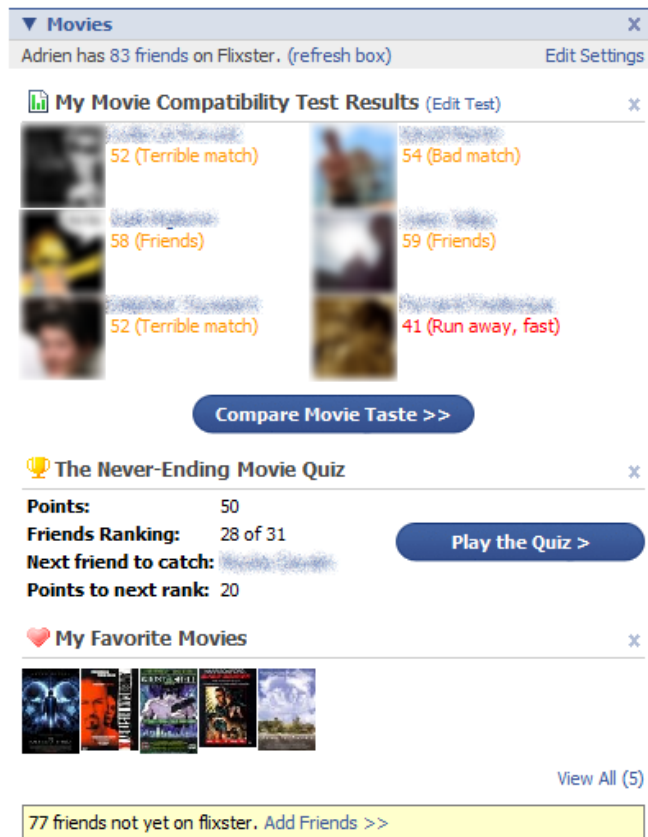 ▼ Movies x
Adrien has 83 friends on Flixster. (refresh box) Edit Settings
My Movie Compatibility Test Results (Edit Test) x
52 (Terrible match) 54 (Bad match)
58 (Friends) 59 (Friends)
52 (Terrible match) 41 (Run away, fast)
Compare Movie Taste >>
The Never-Ending Movie Quiz x
Points: 50
Friends Ranking: 28 of 31
Play the Quiz >
Next friend to catch:
Points to next rank: 20
My Favorite Movies x
View All (5)
77 friends not yet on flixster. Add Friends >>